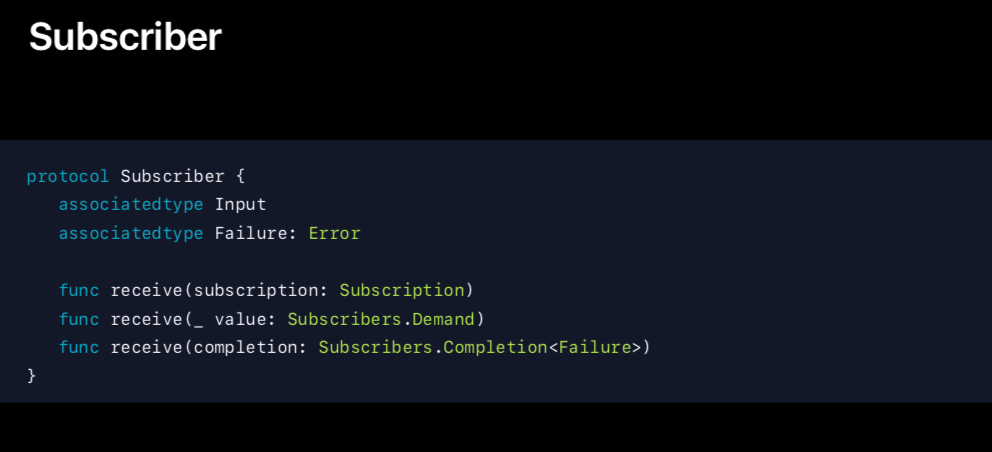 Subscriber
protocol Subscriber {
associatedtype Input
associatedtype Failure: Error
func receive(subscription: Subscription)
func receive(_ value: Subscribers.Demand)
func receive(completion: Subscribers.Completion<Failure>)
}